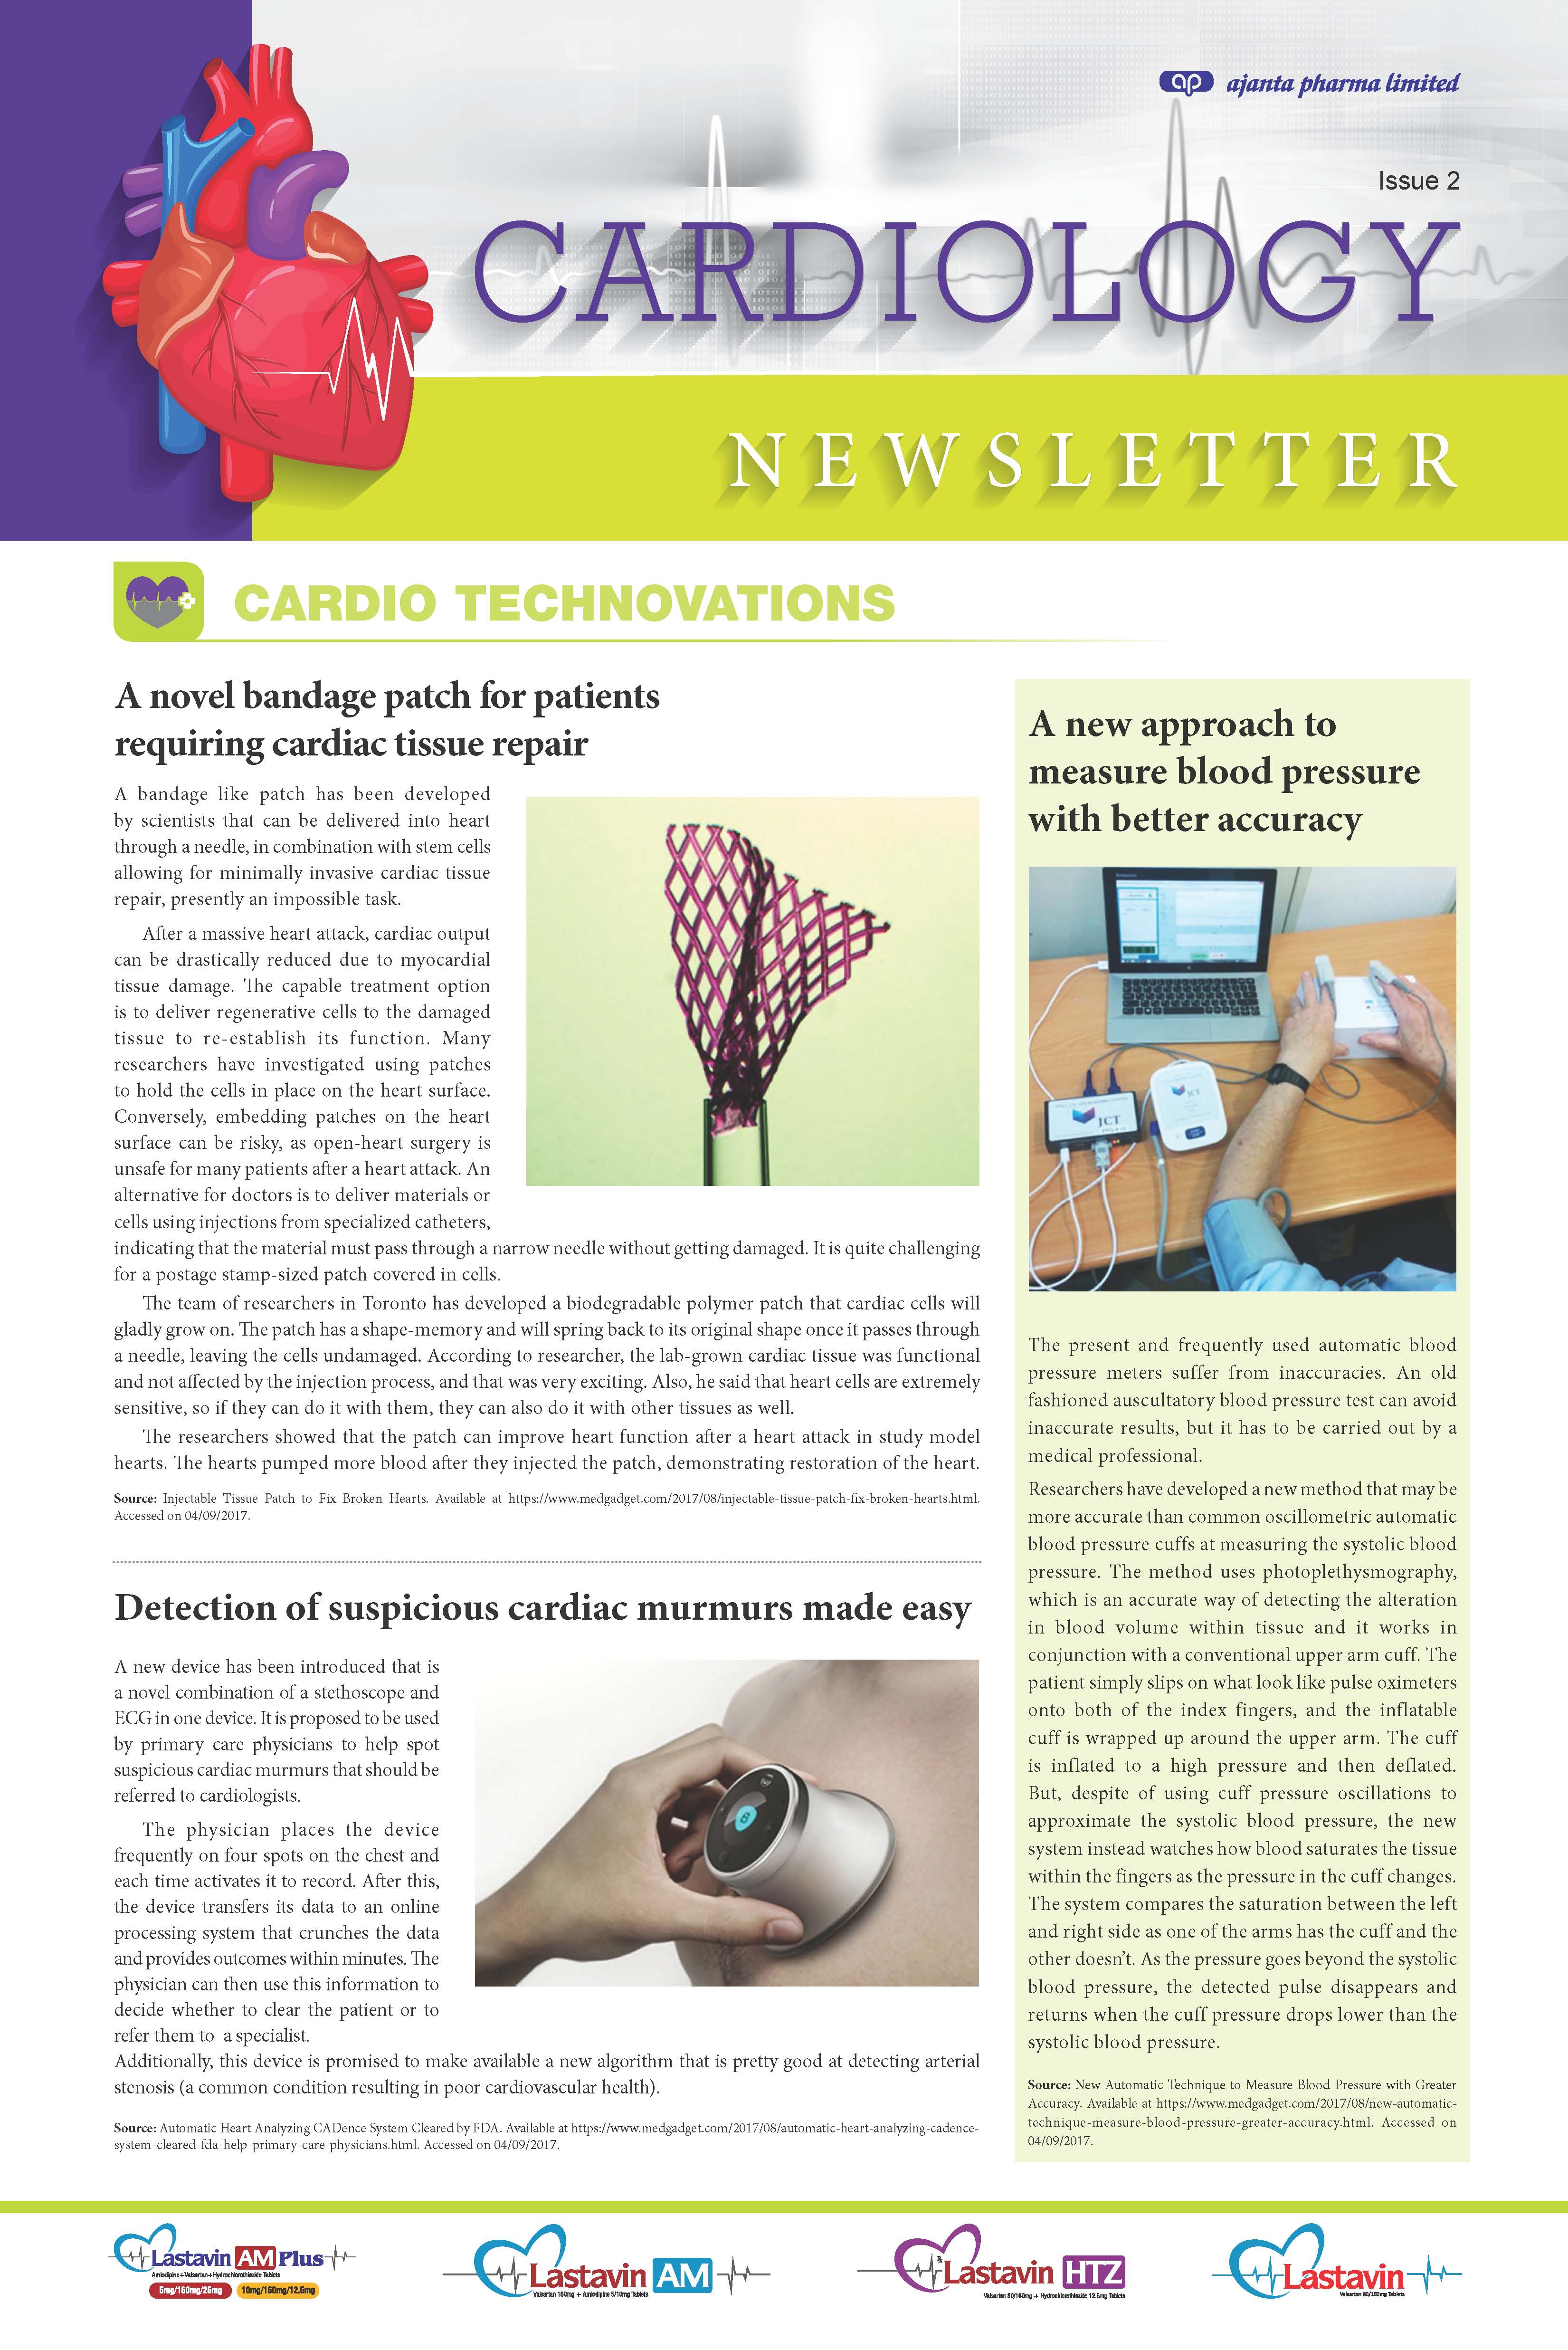 ap ajanta pharma limited
Issue 2
CARDIOLOGY
NEWSLETTER
CARDIO TECHNOVATIONS
A novel bandage patch for patients
requiring cardiac tissue repair
A bandage like patch has been developed
by scientists that can be delivered into heart
through a needle, in combination with stem cells
allowing for minimally invasive cardiac tissue
repair, presently an impossible task.
After a massive heart attack, cardiac output
can be drastically reduced due to myocardial
tissue damage. The capable treatment option
is to deliver regenerative cells to the damaged
tissue to re-establish its function. Many
researchers have investigated using patches
to hold the cells in place on the heart surface.
Conversely, embedding patches on the heart
surface can be risky, as open-heart surgery is
unsafe for many patients after a heart attack. An
alternative for doctors is to deliver materials or
cells using injections from specialized catheters,
indicating that the material must pass through a narrow needle without getting damaged. It is quite challenging
for a postage stamp-sized patch covered in cells.
The team of researchers in Toronto has developed a biodegradable polymer patch that cardiac cells will
gladly grow on. The patch has a shape-memory and will spring back to its original shape once it passes through
a needle, leaving the cells undamaged. According to researcher, the lab-grown cardiac tissue was functional
and not affected by the injection process, and that was very exciting. Also, he said that heart cells are extremely
sensitive, so if they can do it with them, they can also do it with other tissues as well.
The researchers showed that the patch can improve heart function after a heart attack in study model
hearts. The hearts pumped more blood after they injected the patch, demonstrating restoration of the heart.
Source: Injectable Tissue Patch to Fix Broken Hearts. Available at https://www.medgadget.com/2017/08/injectable-tissue-patch-fix-broken-hearts.html.
Accessed on 04/09/2017.
Detection of suspicious cardiac murmurs made easy
A new device has been introduced that is
a novel combination of a stethoscope and
ECG in one device. It is proposed to be used
by primary care physicians to help spot
suspicious cardiac murmurs that should be
referred to cardiologists.
The physician places the device
frequently on four spots on the chest and
each time activates it to record. After this,
the device transfers its data to an online
processing system that crunches the data
and provides outcomes within minutes. The
physician can then use this information to
decide whether to clear the patient or to
refer them to a specialist.
Additionally, this device is promised to make available a new algorithm that is pretty good at detecting arterial
stenosis (a common condition resulting in poor cardiovascular health).
Source: Automatic Heart Analyzing CADence System Cleared by FDA. Available at https://www.medgadget.com/2017/08/automatic-heart-analyzing-cadence-
system-cleared-fda-help-primary-care-physicians.html. Accessed on 04/09/2017.
A new approach to
measure blood pressure
with better accuracy
JCT
JCT
The present and frequently used automatic blood
pressure meters suffer from inaccuracies. An old
fashioned auscultatory blood pressure test can avoid
inaccurate results, but it has to be carried out by a
medical professional.
Researchers have developed a new method that may be
more accurate than common oscillometric automatic
blood pressure cuffs at measuring the systolic blood
pressure. The method uses photoplethysmography,
which is an accurate way of detecting the alteration
in blood volume within tissue and it works in
conjunction with a conventional upper arm cuff. The
patient simply slips on what look like pulse oximeters
onto both of the index fingers, and the inflatable
cuff is wrapped up around the upper arm. The cuff
is inflated to a high pressure and then deflated.
But, despite of using cuff pressure oscillations to
approximate the systolic blood pressure, the new
system instead watches how blood saturates the tissue
within the fingers as the pressure in the cuff changes.
The system compares the saturation between the left
and right side as one of the arms has the cuff and the
other doesn't. As the pressure goes beyond the systolic
blood pressure, the detected pulse disappears and
returns when the cuff pressure drops lower than the
systolic blood pressure.
Source: New Automatic Technique to Measure Blood Pressure with Greater
Accuracy. Available at https://www.medgadget.com/2017/08/new-automatic-
technique-measure-blood-pressure-greater-accuracy.html. Accessed on
04/09/2017.
Lastavin AM Plus
Amlodipine+Valsartan+Hydrochlorothiazide Tablets
5mg/160mg/25mg 10mg/160mg/12.5mg
Lastavin AM
Valsartan 160mg + Amlodipine 5/10mg Tablets
Lastavin HTZ
Valsartan 80/160mg + Hydrochlorothiazide 12.5mg Tablets
Lastavin
Valsartan 80/160mg Tablets